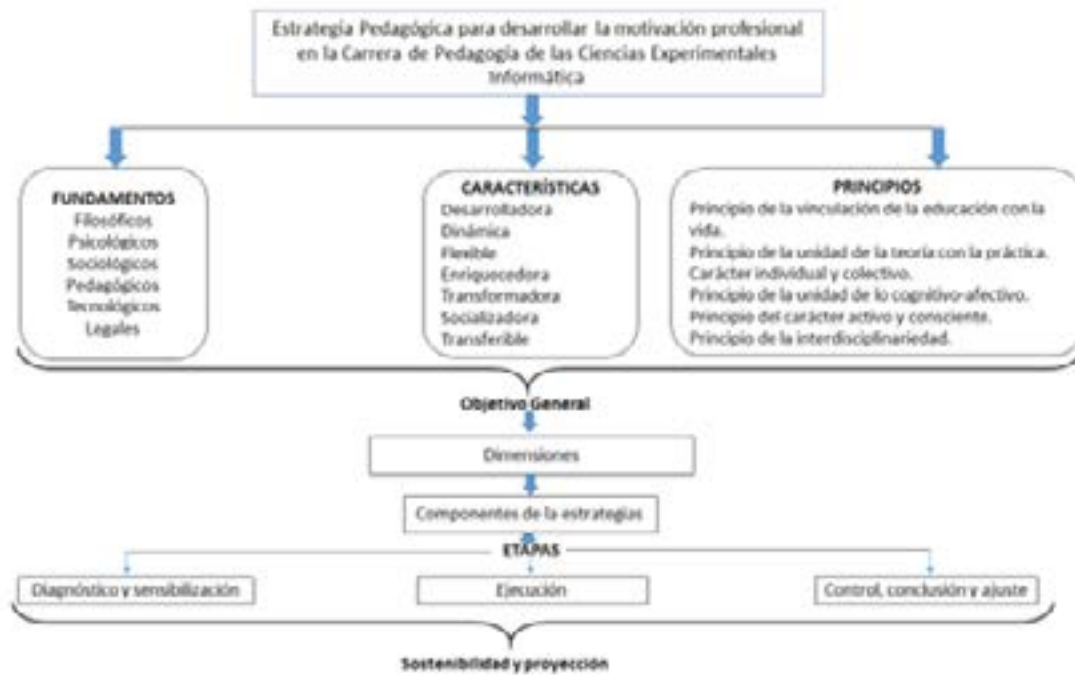 Estrategia Pedagógica para desarrollar la motivación profesional
en la Carrera de Pedagogía de las Ciencias Experimentales
Informática
FUNDAMENTOS
Filosóficos
Psicológicos
Sociológicos
Pedagógicos
Tecnológicos
Legales
CARACTERÍSTICAS
Desarrolladora
Dinámica
Flexible
Enriquecedora
Transformadora
Socializadora
Transferible
PRINCIPIOS
Principio de la vinculación de la educación con la
vida.
Principio de la unidad de la teoría con la práctica.
Carácter individual y colectivo.
Principio de la unidad de lo cognitivo-afectivo.
Principio del carácter activo y consciente.
Principio de la interdisciplinariedad.
Objetivo General
Dimensiones
Componentes de la estrategias
ETAPAS
Diagnóstico y sensibilización
Ejecución
Control, conclusión y ajuste
Sostenibilidad y proyección